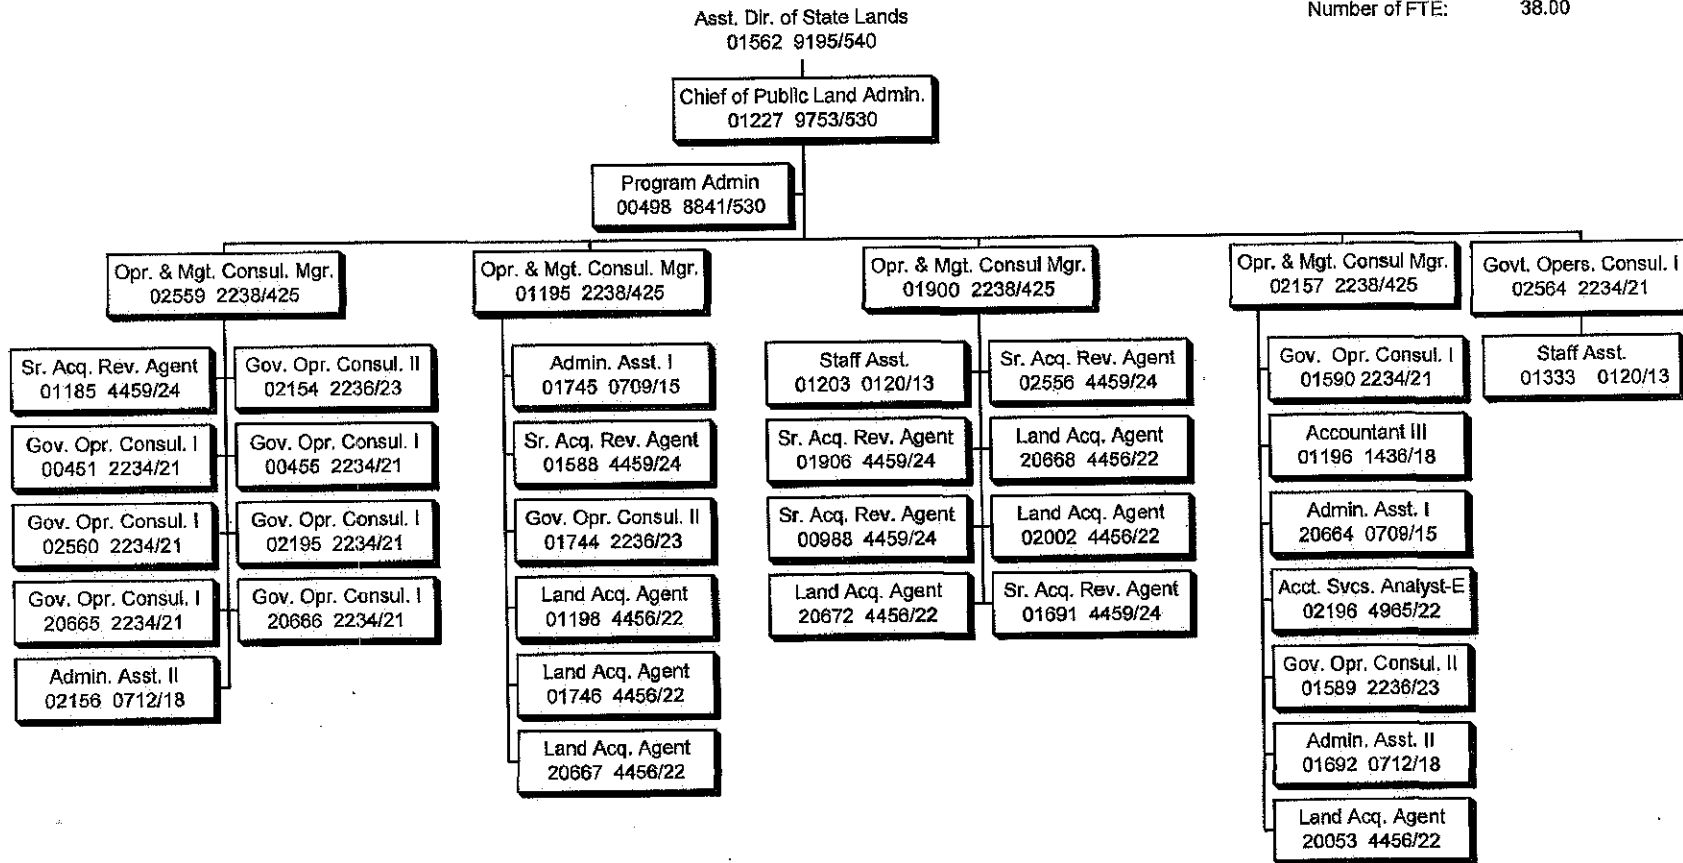 Number of FTE: 38.00
Asst. Dir. of State Lands
01562 9195/540
Chief of Public Land Admin.
01227 9753/530
Program Admin
00498 8841/530
Opr. & Mgt. Consul. Mgr.
02559 2238/425
Sr. Acq. Rev. Agent
01185 4459/24
Gov. Opr. Consul. II
02154 2236/23
Gov. Opr. Consul. I
00451 2234/21
Gov. Opr. Consul. I
00455 2234/21
Gov. Opr. Consul. I
02560 2234/21
Gov. Opr. Consul. I
02195 2234/21
Gov. Opr. Consul. I
20665 2234/21
Gov. Opr. Consul. I
20666 2234/21
Admin. Asst. II
02156 0712/18
Opr. & Mgt. Consul. Mgr.
01195 2238/425
Admin. Asst. I
01745 0709/15
Sr. Acq. Rev. Agent
01588 4459/24
Gov. Opr. Consul. II
01744 2236/23
Land Acq. Agent
01198 4456/22
Land Acq. Agent
01746 4456/22
Land Acq. Agent
20667 4456/22
Opr. & Mgt. Consul Mgr.
01900 2238/425
Staff Asst.
01203 0120/13
Sr. Acq. Rev. Agent
02556 4459/24
Sr. Acq. Rev. Agent
01906 4459/24
Land Acq. Agent
20668 4456/22
Sr. Acq. Rev. Agent
00988 4459/24
Land Acq. Agent
02002 4456/22
Land Acq. Agent
20672 4456/22
Sr. Acq. Rev. Agent
01691 4459/24
Opr. & Mgt. Consul Mgr.
02157 2238/425
Gov. Opr. Consul. I
01590 2234/21
Accountant III
01196 1436/18
Admin. Asst. I
20664 0709/15
Acct. Svcs. Analyst-E
02196 4965/22
Gov. Opr. Consul. II
01589 2236/23
Admin. Asst. II
01692 0712/18
Land Acq. Agent
20053 4456/22
Govt. Opers. Consul. I
02564 2234/21
Staff Asst.
01333 0120/13